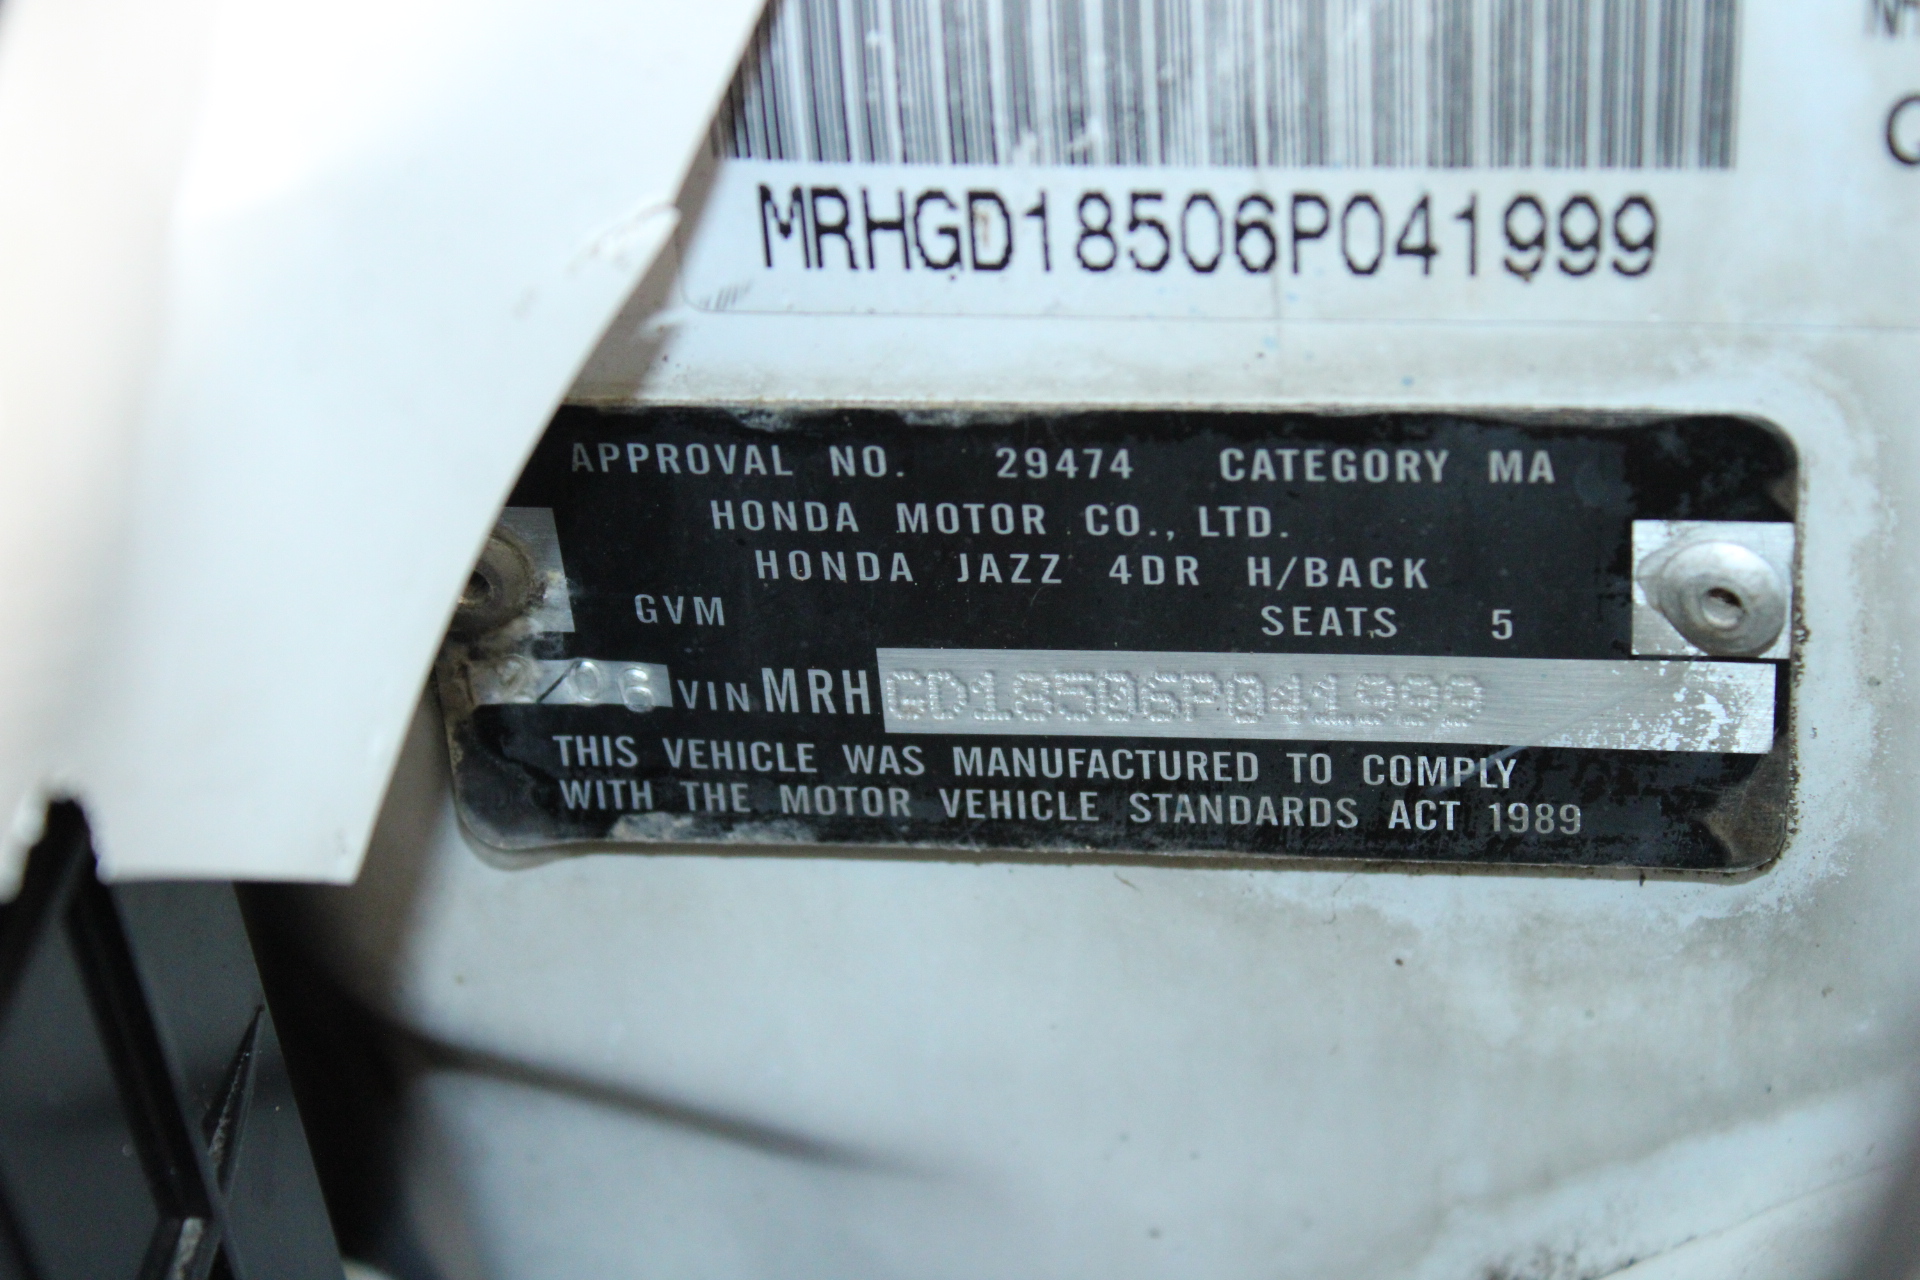 MRHGD18506P041999
APPROVAL NO. 29474 CATEGORY MA
HONDA MOTOR CO., LTD.
HONDA JAZZ 4DR H/BACK
GVM SEATS 5
/06 VIN MRH GD18506P041999
THIS VEHICLE WAS MANUFACTURED TO COMPLY
WITH THE MOTOR VEHICLE STANDARDS ACT 1989